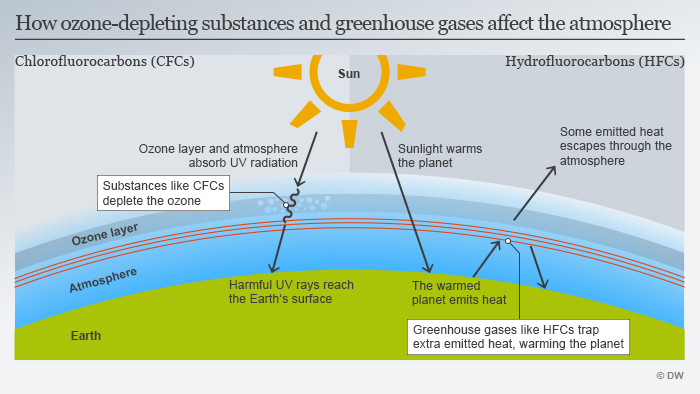 How ozone-depleting substances and greenhouse gases affect the atmosphere
Chlorofluorocarbons (CFCs)
Hydrofluorocarbons (HFCs)
Sun
Ozone layer and atmosphere
absorb UV radiation
Sunlight warms
the planet
Some emitted heat
escapes through the
atmosphere
Substances like CFCs
deplete the ozone
Ozone layer
Atmosphere
Harmful UV rays reach
the Earth's surface
The warmed
planet emits heat
Greenhouse gases like HFCs trap
extra emitted heat, warming the planet
Earth
© DW